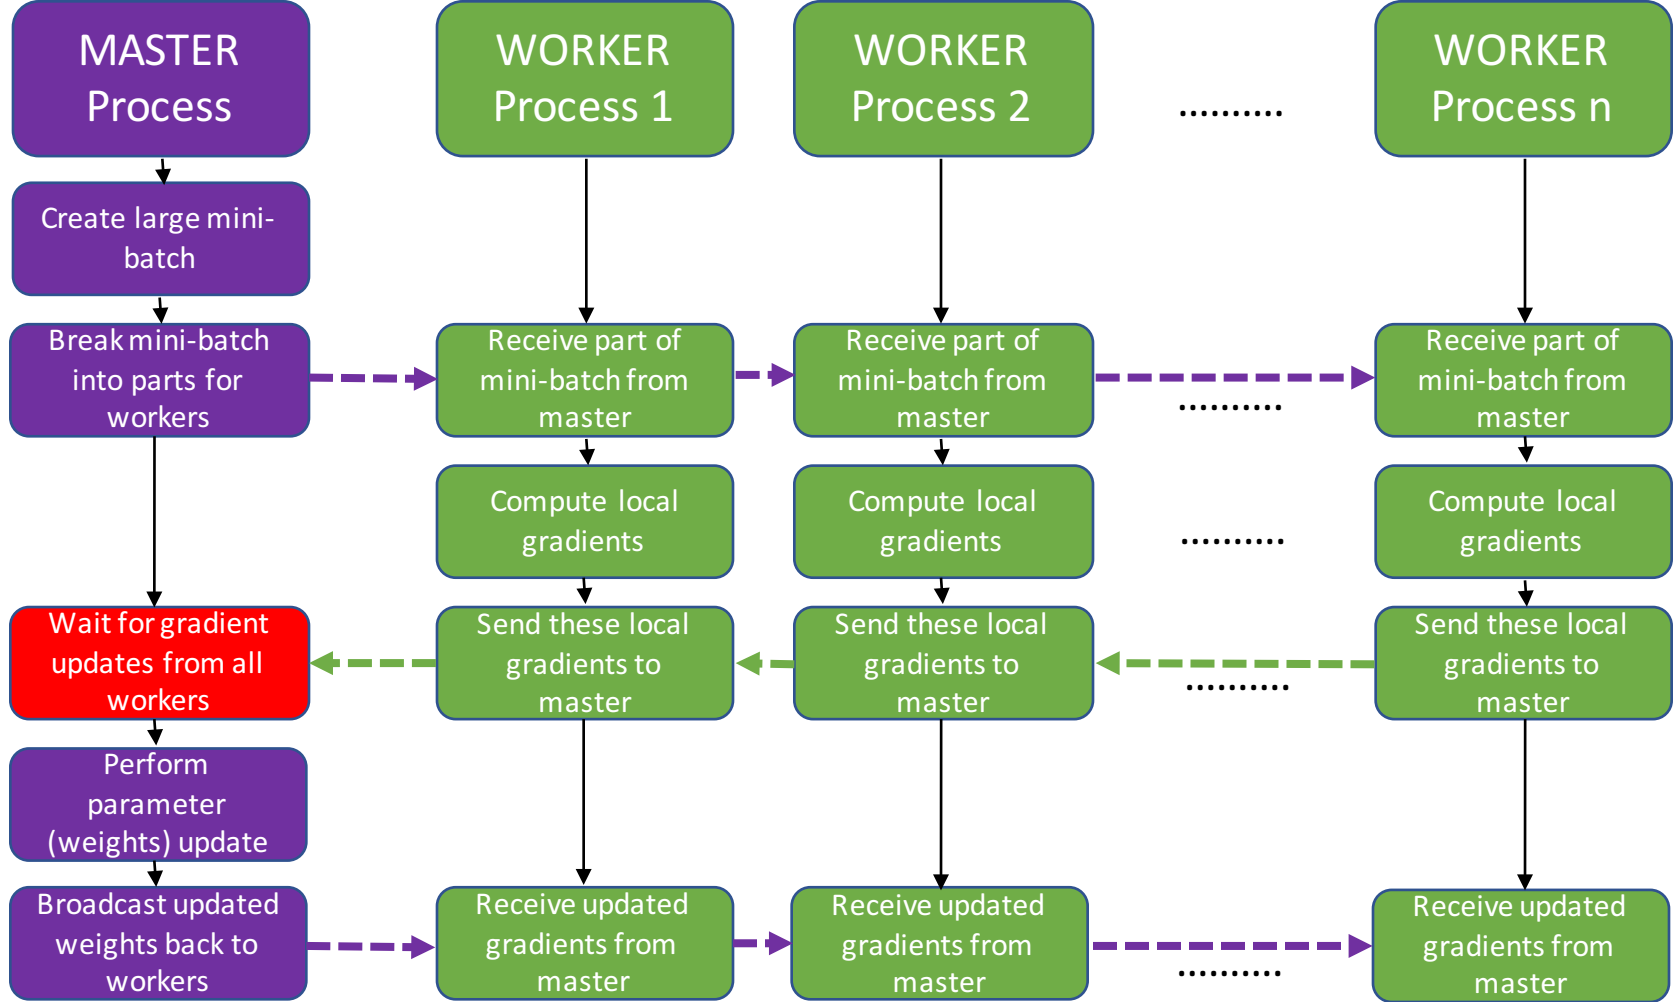 MASTER
Process
WORKER
Process 1
WORKER
Process 2
..........
WORKER
Process n
Create large mini-
batch
Break mini-batch
into parts for
workers
Receive part of
mini-batch from
master
Receive part of
mini-batch from
master
..........
Receive part of
mini-batch from
master
Compute local
gradients
Compute local
gradients
..........
Compute local
gradients
Wait for gradient
updates from all
workers
Send these local
gradients to
master
Send these local
gradients to
master
..........
Send these local
gradients to
master
Perform
parameter
(weights) update
Broadcast updated
weights back to
workers
Receive updated
gradients from
master
Receive updated
gradients from
master
..........
Receive updated
gradients from
master